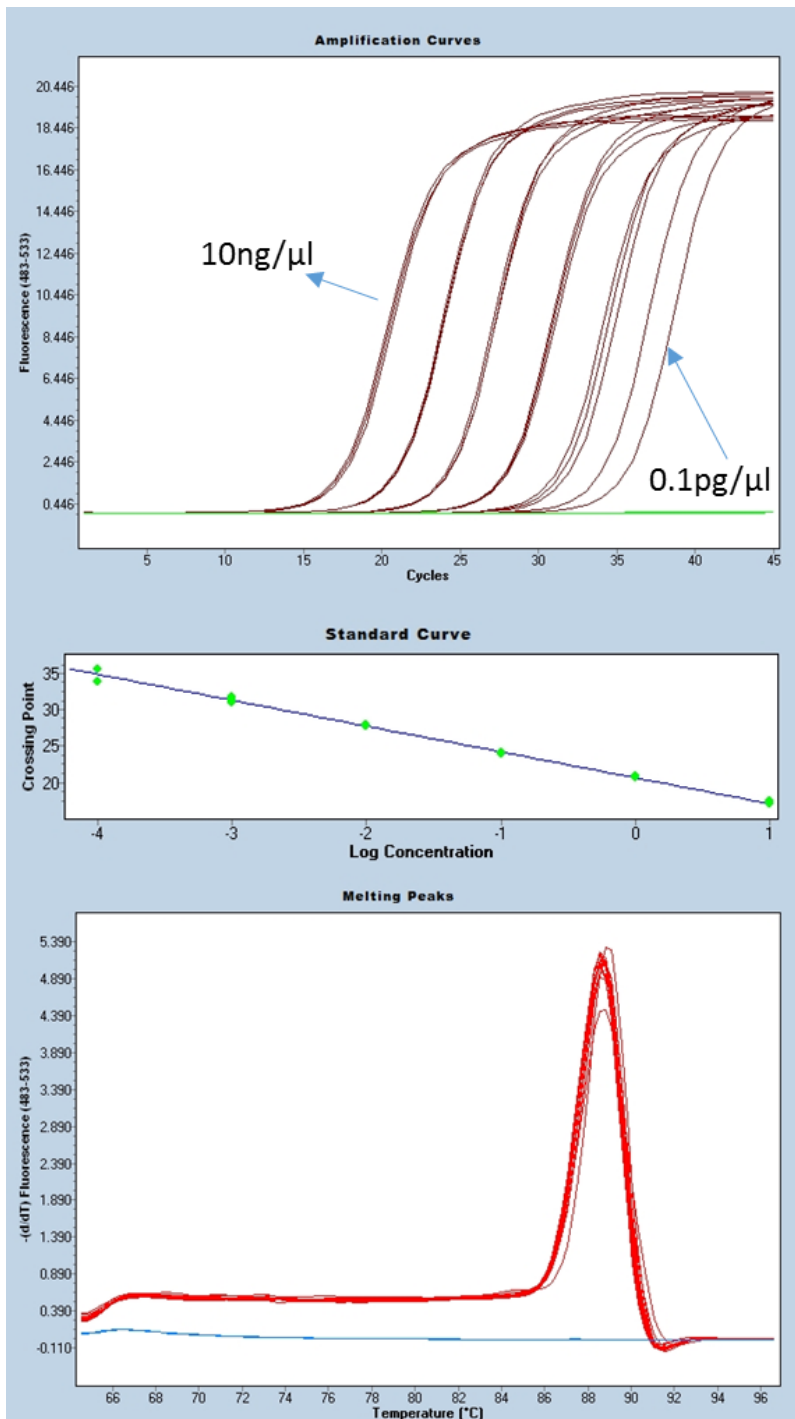 Amplification Curves
20.446
18.446
16.446
14.446
12.446
10.446
8.446
6.446
4.446
2.446
0.446
Fluorescence (483-533)
10ng/µl
0.1pg/µl
5 10 15 20 25 30 35 40 45
Cycles
Standard Curve
35
30
25
20
Crossing Point
-4 -3 -2 -1 0 1
Log Concentration
Melting Peaks
5.390
4.890
4.390
3.890
3.390
2.890
2.390
1.890
1.390
0.890
0.390
-0.110
-(d/dT) Fluorescence (483-533)
66 68 70 72 74 76 78 80 82 84 86 88 90 92 94 96
Temperature [°C]